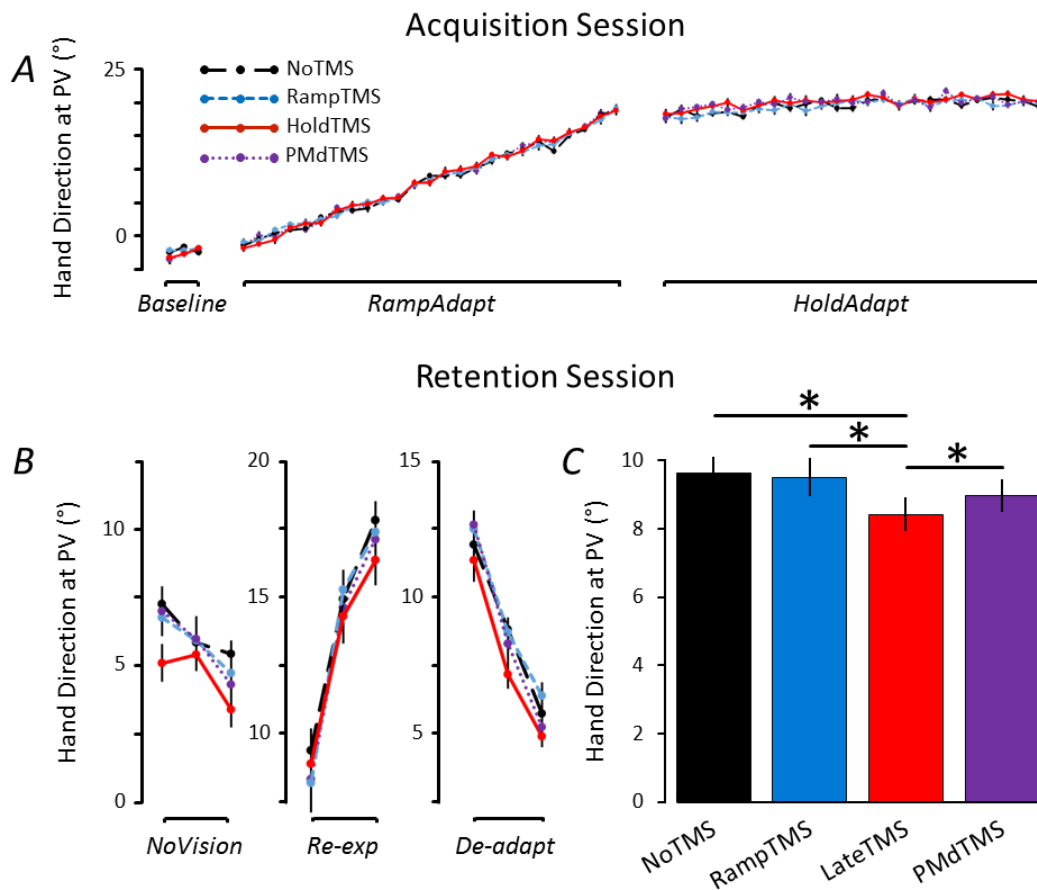 Acquisition Session
A
Hand Direction at PV (°)
25
0
NoTMS
RampTMS
HoldTMS
PMdTMS
Baseline
RampAdapt
HoldAdapt
Retention Session
B
Hand Direction at PV (°)
10
5
0
NoVision
20
15
10
Re-exp
15
10
5
De-adapt
C
Hand Direction at PV (°)
10
8
6
4
2
0
*
*
*
NoTMS
RampTMS
LateTMS
PMdTMS